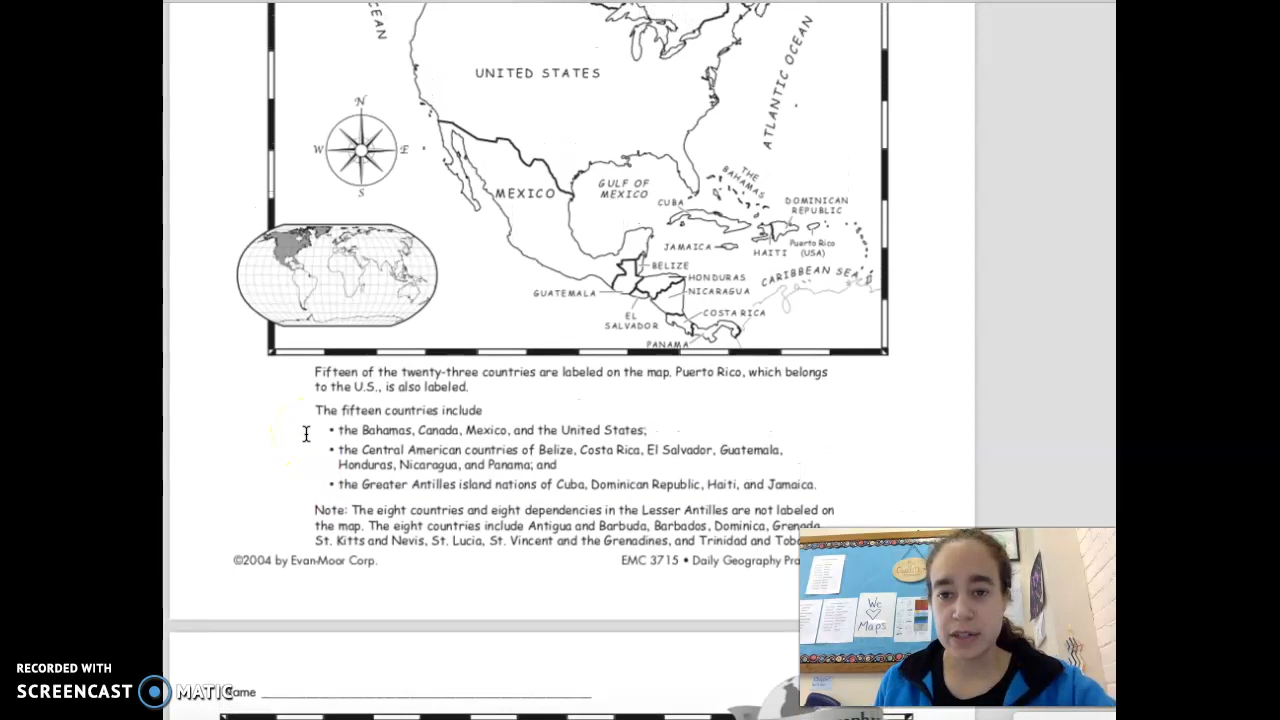 EAN
UNITED STATES
ATLANTIC OCEAN
N
W E
S
MEXICO
GULF OF
MEXICO
THE
BAHAMAS
CUBA
DOMINICAN
REPUBLIC
JAMAICA
HAITI
Puerto Rico
(USA)
BELIZE
CARIBBEAN SEA
HONDURAS
GUATEMALA
NICARAGUA
EL
SALVADOR
COSTA RICA
PANAMA
Fifteen of the twenty-three countries are labeled on the map. Puerto Rico, which belongs
to the U.S., is also labeled.
The fifteen countries include
• the Bahamas, Canada, Mexico, and the United States;
• the Central American countries of Belize, Costa Rica, El Salvador, Guatemala,
Honduras, Nicaragua, and Panama; and
• the Greater Antilles island nations of Cuba, Dominican Republic, Haiti, and Jamaica.
Note: The eight countries and eight dependencies in the Lesser Antilles are not labeled on
the map. The eight countries include Antigua and Barbuda, Barbados, Dominica, Grenada,
St. Kitts and Nevis, St. Lucia, St. Vincent and the Grenadines, and Trinidad and Tob
©2004 by Evan-Moor Corp.
EMC 3715 • Daily Geography Pra
We
Maps
RECORDED WITH
SCREENCAST MATIC
ame